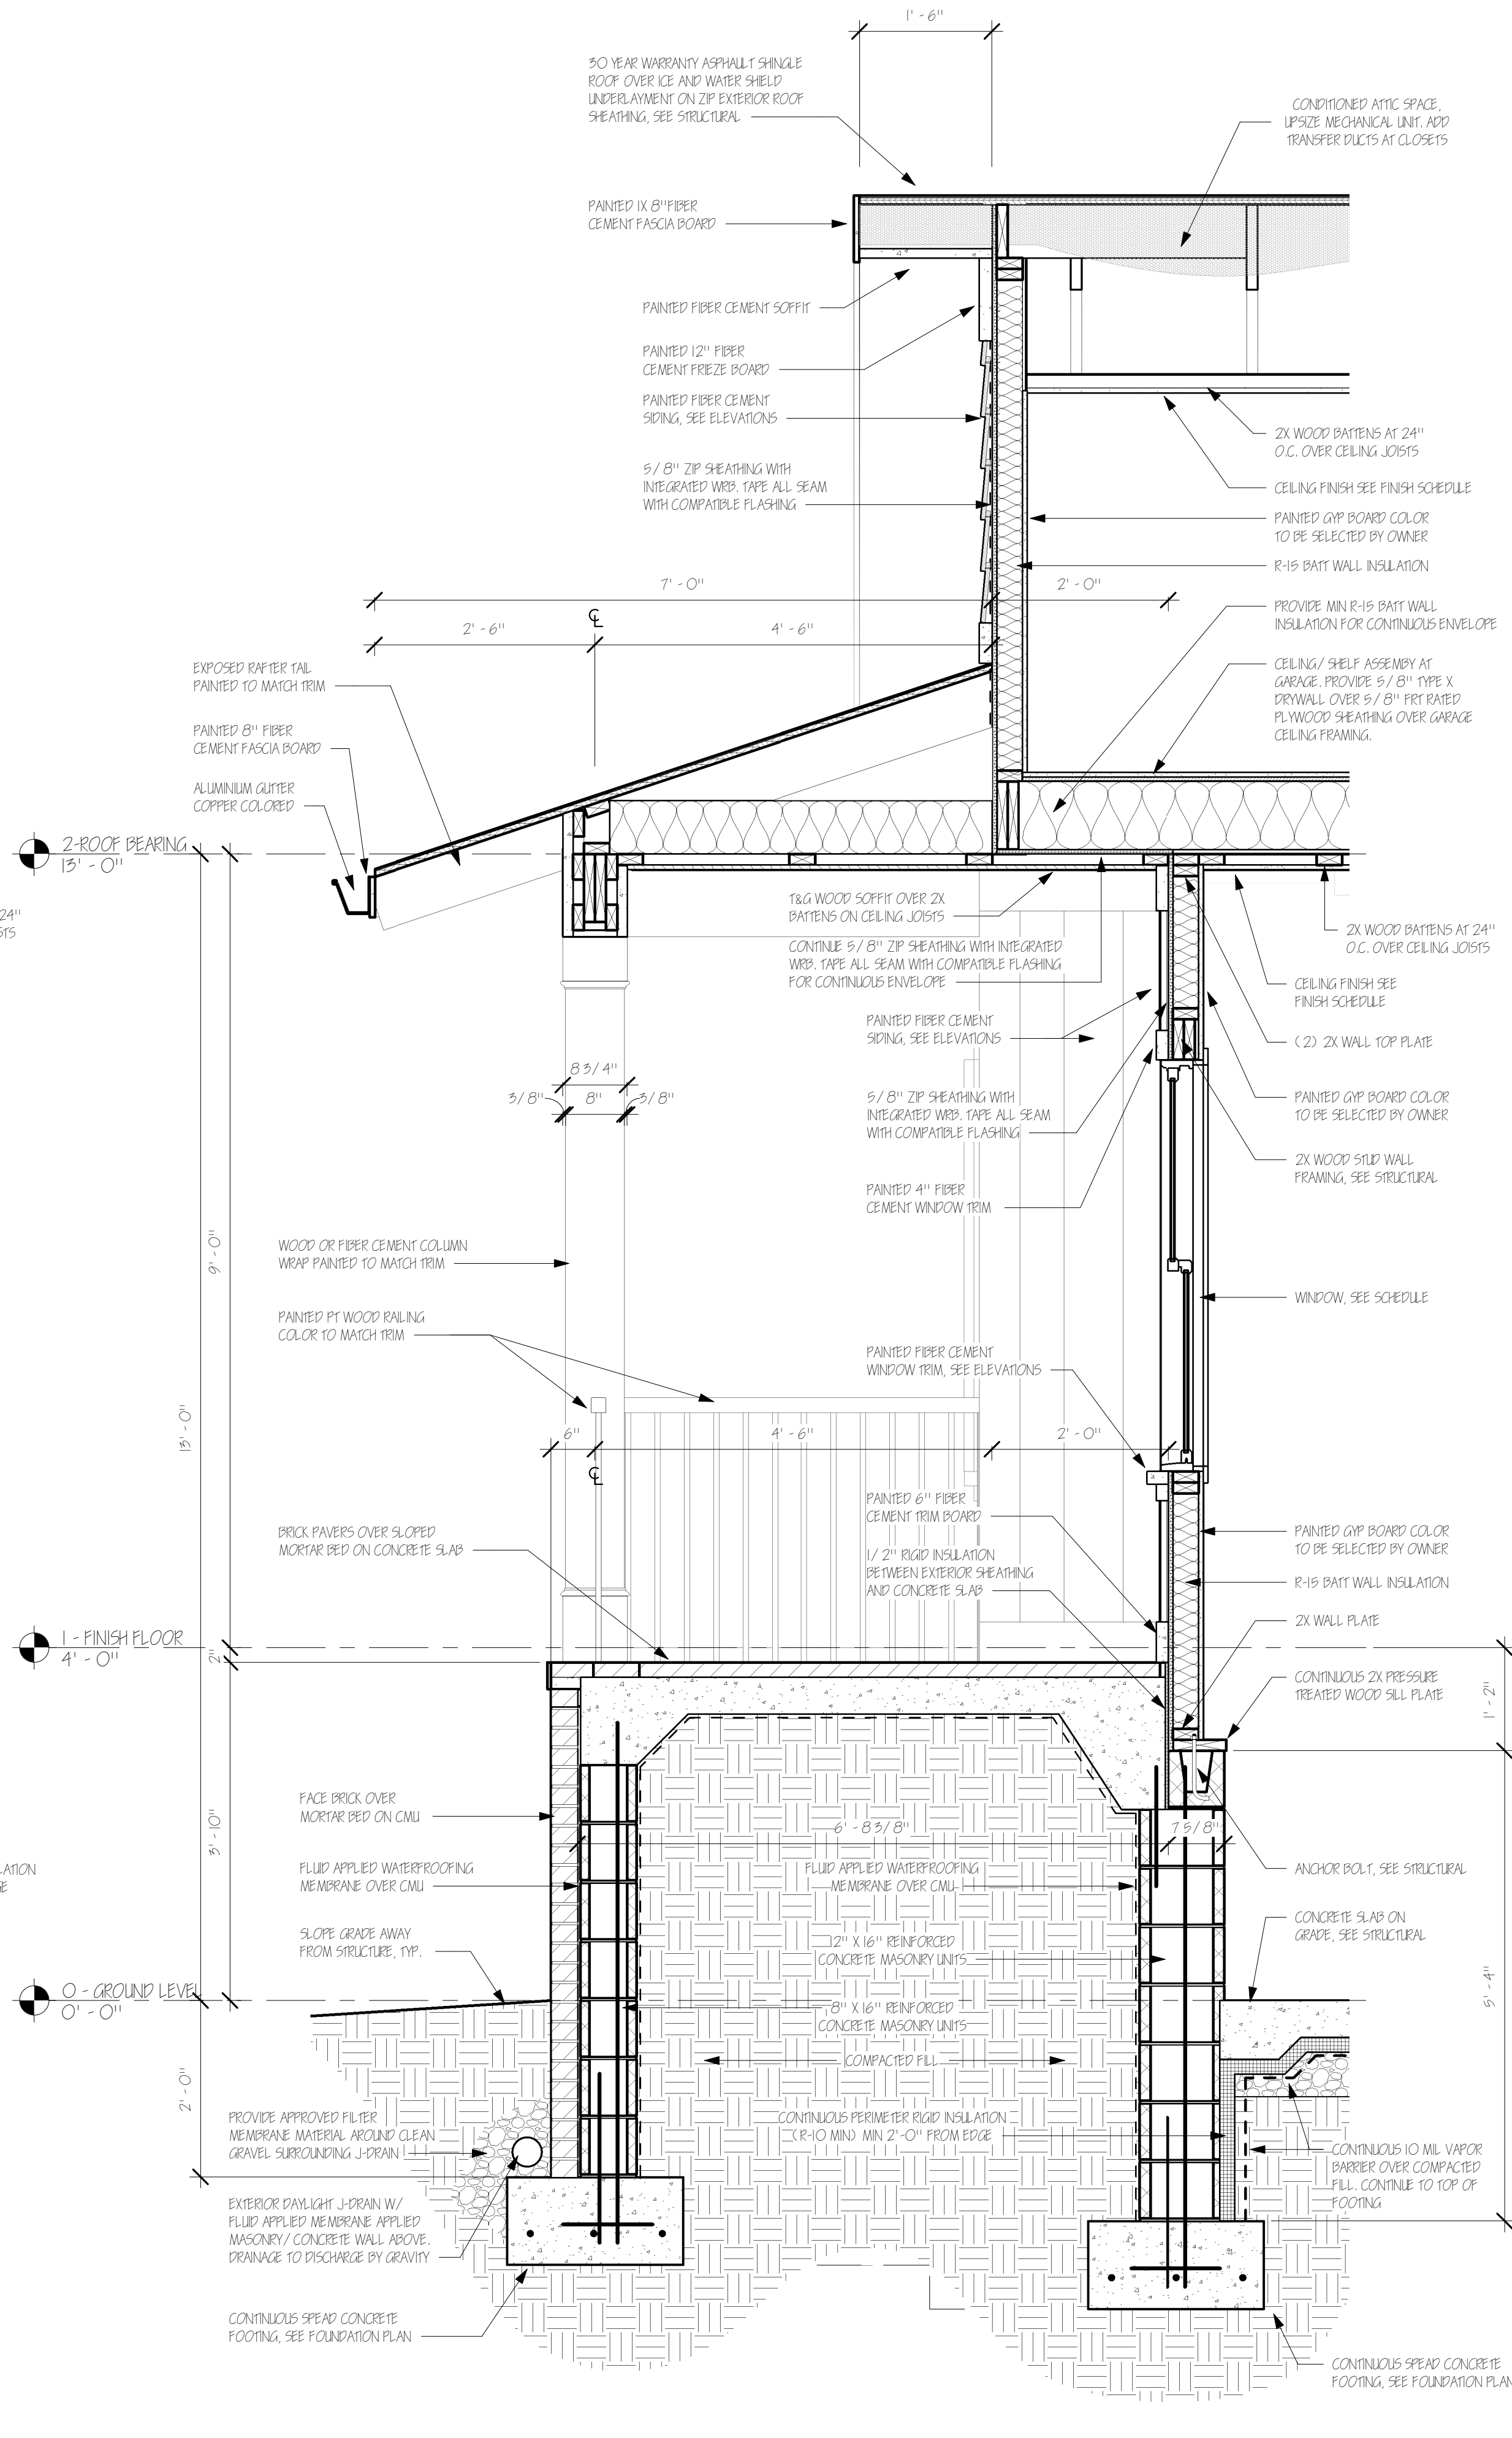 1' - 6"
30 YEAR WARRANTY ASPHAULT SHINGLE
ROOF OVER ICE AND WATER SHIELD
UNDERLAYMENT ON ZIP EXTERIOR ROOF
SHEATHING, SEE STRUCTURAL
CONDITIONED ATTIC SPACE,
UPSIZE MECHANICAL UNIT. ADD
TRANSFER DUCTS AT CLOSETS
PAINTED 1X 8"FIBER
CEMENT FASCIA BOARD
PAINTED FIBER CEMENT SOFFIT
PAINTED 12" FIBER
CEMENT FRIEZE BOARD
PAINTED FIBER CEMENT
SIDING, SEE ELEVATIONS
5/8" ZIP SHEATHING WITH
INTEGRATED WRB. TAPE ALL SEAM
WITH COMPATIBLE FLASHING
2X WOOD BATTENS AT 24"
O.C. OVER CEILING JOISTS
CEILING FINISH SEE FINISH SCHEDULE
PAINTED GYP BOARD COLOR
TO BE SELECTED BY OWNER
R-15 BATT WALL INSULATION
PROVIDE MIN R-15 BATT WALL
INSULATION FOR CONTINUOUS ENVELOPE
CEILING/ SHELF ASSEMBY AT
GARAGE. PROVIDE 5/8" TYPE X
DRYWALL OVER 5/8" FRT RATED
PLYWOOD SHEATHING OVER GARAGE
CEILING FRAMING.
7' - 0"
2' - 0"
2' - 6"
CL
4' - 6"
EXPOSED RAFTER TAIL
PAINTED TO MATCH TRIM
PAINTED 8" FIBER
CEMENT FASCIA BOARD
ALUMINIUM GUTTER
COPPER COLORED
2-ROOF BEARING
13' - 0"
24"
STS
T&G WOOD SOFFIT OVER 2X
BATTENS ON CEILING JOISTS
CONTINUE 5/8" ZIP SHEATHING WITH INTEGRATED
WRB. TAPE ALL SEAM WITH COMPATIBLE FLASHING
FOR CONTINUOUS ENVELOPE
2X WOOD BATTENS AT 24"
O.C. OVER CEILING JOISTS
CEILING FINISH SEE
FINISH SCHEDULE
PAINTED FIBER CEMENT
SIDING, SEE ELEVATIONS
(2) 2X WALL TOP PLATE
8 3/4"
3/8"
8"
3/8"
5/8" ZIP SHEATHING WITH
INTEGRATED WRB. TAPE ALL SEAM
WITH COMPATIBLE FLASHING
PAINTED GYP BOARD COLOR
TO BE SELECTED BY OWNER
2X WOOD STUD WALL
FRAMING, SEE STRUCTURAL
PAINTED 4" FIBER
CEMENT WINDOW TRIM
WOOD OR FIBER CEMENT COLUMN
WRAP PAINTED TO MATCH TRIM
9' - 0"
WINDOW, SEE SCHEDULE
PAINTED PT WOOD RAILING
COLOR TO MATCH TRIM
PAINTED FIBER CEMENT
WINDOW TRIM, SEE ELEVATIONS
13' - 0"
6"
CL
4' - 6"
2' - 0"
PAINTED 6" FIBER
CEMENT TRIM BOARD
BRICK PAVERS OVER SLOPED
MORTAR BED ON CONCRETE SLAB
1/2" RIGID INSULATION
BETWEEN EXTERIOR SHEATHING
AND CONCRETE SLAB
PAINTED GYP BOARD COLOR
TO BE SELECTED BY OWNER
R-15 BATT WALL INSULATION
2X WALL PLATE
1 - FINISH FLOOR
4' - 0"
2"
CONTINUOUS 2X PRESSURE
TREATED WOOD SILL PLATE
1' - 2"
FACE BRICK OVER
MORTAR BED ON CMU
3' - 10"
6' - 8 3/8"
7 5/8"
LATION
GE
FLUID APPLIED WATERFROOFING
MEMBRANE OVER CMU
FLUID APPLIED WATERFROOFING
MEMBRANE OVER CMU
ANCHOR BOLT, SEE STRUCTURAL
SLOPE GRADE AWAY
FROM STRUCTURE, TYP.
12" X 16" REINFORCED
CONCRETE MASONRY UNITS
CONCRETE SLAB ON
GRADE, SEE STRUCTURAL
0 - GROUND LEVEL
0' - 0"
8" X 16" REINFORCED
CONCRETE MASONRY UNITS
5' - 4"
COMPACTED FILL
2' - 0"
PROVIDE APPROVED FILTER
MEMBRANE MATERIAL AROUND CLEAN
GRAVEL SURROUNDING J-DRAIN
CONTINUOUS PERIMETER RIGID INSULATION
(R-10 MIN) MIN 2'-0" FROM EDGE
CONTINUOUS 10 MIL VAPOR
BARRIER OVER COMPACTED
FILL. CONTINUE TO TOP OF
FOOTING
EXTERIOR DAYLIGHT J-DRAIN W/
FLUID APPLIED MEMBRANE APPLIED
MASONRY/ CONCRETE WALL ABOVE.
DRAINAGE TO DISCHARGE BY GRAVITY
CONTINUOUS SPEAD CONCRETE
FOOTING, SEE FOUNDATION PLAN
CONTINUOUS SPEAD CONCRETE
FOOTING, SEE FOUNDATION PLAN